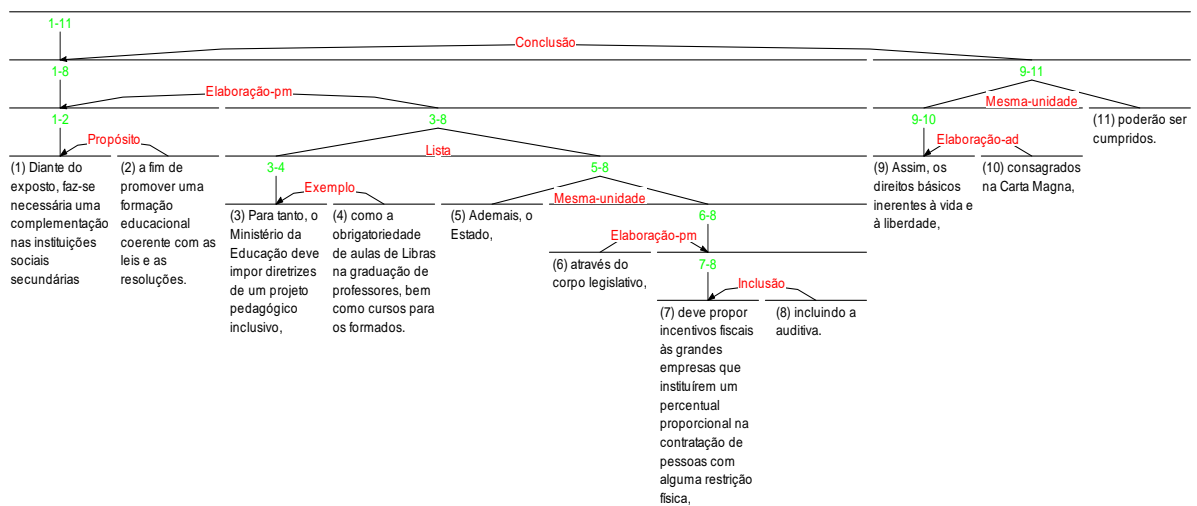 1-11
Conclusão
1-8
9-11
Elaboração-pm
Mesma-unidade
1-2
3-8
9-10
(11) poderão ser
cumpridos.
Propósito
Lista
Elaboração-ad
(1) Diante do
exposto, faz-se
necessária uma
complementação
nas instituições
sociais
secundárias
(2) a fim de
promover uma
formação
educacional
coerente com as
leis e as
resoluções.
3-4
5-8
(9) Assim, os
direitos básicos
inerentes à vida e
à liberdade,
(10) consagrados
na Carta Magna,
Exemplo
Mesma-unidade
(3) Para tanto, o
Ministério da
Educação deve
impor diretrizes
de um projeto
pedagógico
inclusivo,
(4) como a
obrigatoriedade
de aulas de Libras
na graduação de
professores, bem
como cursos para
os formados.
(5) Ademais, o
Estado,
6-8
Elaboração-pm
(6) através do
corpo legislativo,
7-8
Inclusão
(7) deve propor
incentivos fiscais
às grandes
empresas que
instituírem um
percentual
proporcional na
contratação de
pessoas com
alguma restrição
física,
(8) incluindo a
auditiva.